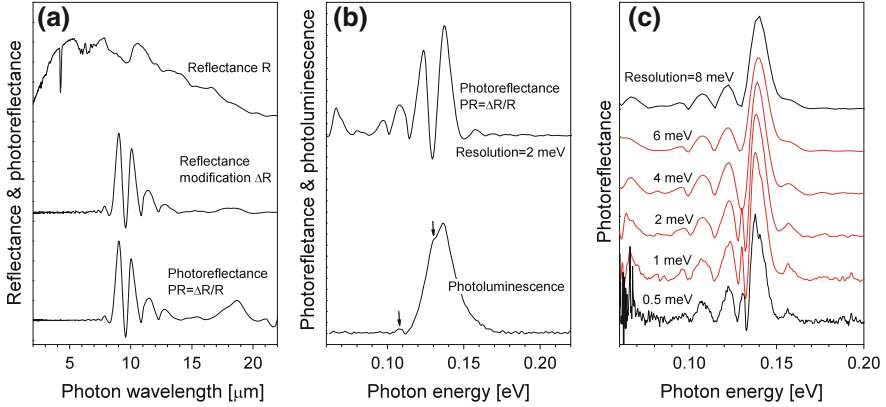 (a)
Reflectance & photoreflectance
Reflectance R
Reflectance
modification ΔR
Photoreflectance
PR=ΔR/R
5
10
15
20
Photon wavelength [μm]
(b)
Photorefletance & photoluminescence
Photoreflectance
PR=ΔR/R
Resolution=2 meV
Photoluminescence
0.10
0.15
0.20
Photon energy [eV]
(c)
Photoreflectance
Resolution=8 meV
6 meV
4 meV
2 meV
1 meV
0.5 meV
0.10
0.15
0.20
Photon energy [eV]